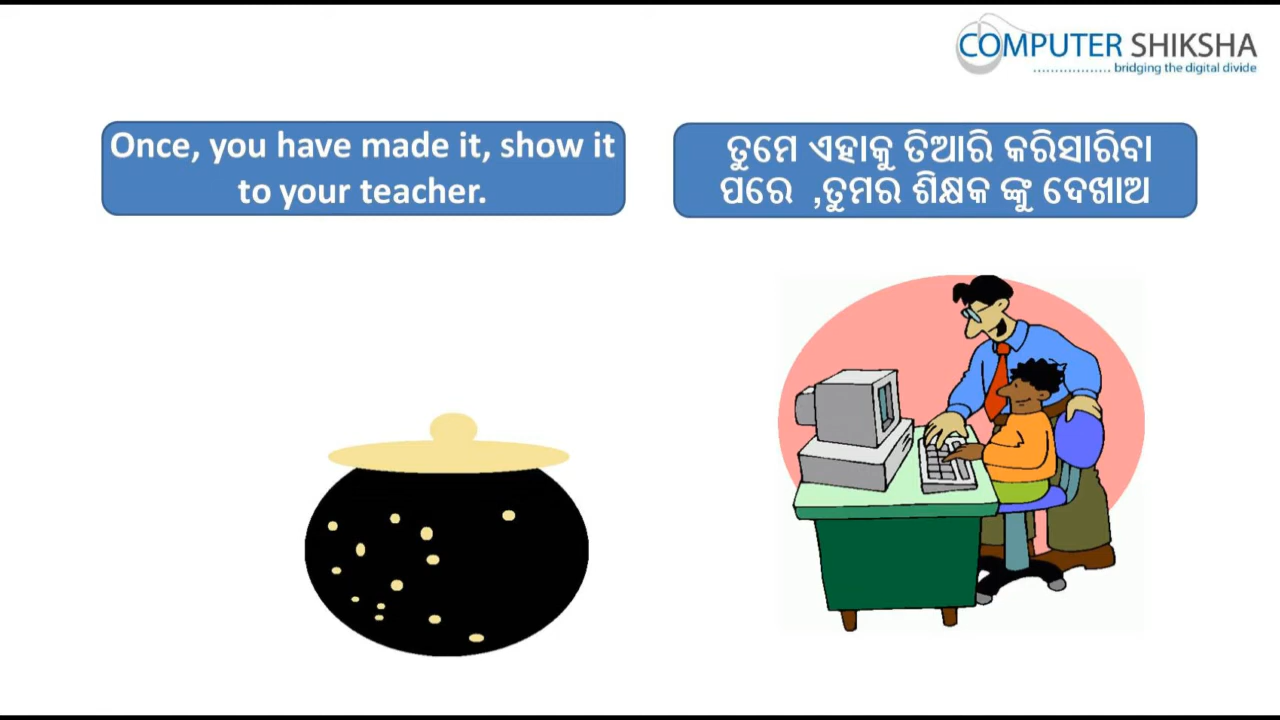 COMPUTER SHIKSHA
.................. bridging the digital divide
Once, you have made it, show it
to your teacher.
ତୁମେ ଏହାକୁ ତିଆରି କରିସାରିବା
ପରେ ,ତୁମର ଶିକ୍ଷକ ଙ୍କୁ ଦେଖାଅ